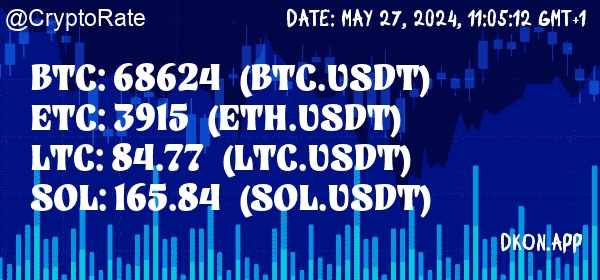 @CryptoRate
DATE: MAY 27, 2024, 11:05:12 GMT+1
BTC: 68624 (BTC.USDT)
ETC: 3915 (ETH.USDT)
LTC: 84.77 (LTC.USDT)
SOL: 165.84 (SOL.USDT)
DKON.APP